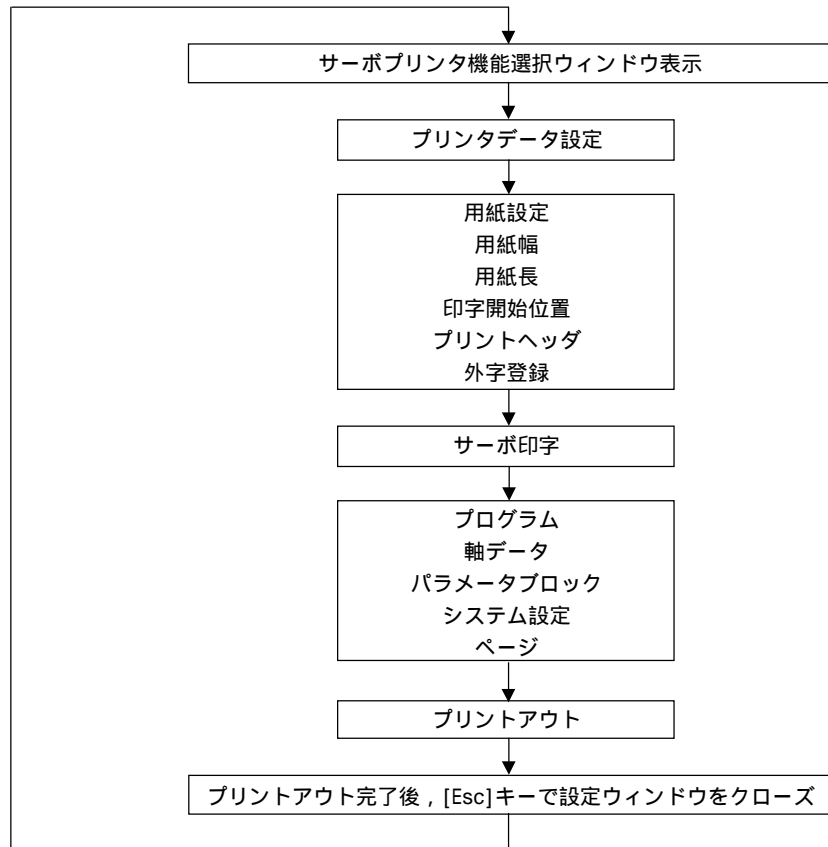 サーボプリンタ機能選択ウィンドウ表示
プリンタデータ設定
用紙設定
用紙幅
用紙長
印字開始位置
プリントヘッダ
外字登録
サーボ印字
プログラム
軸データ
パラメータブロック
システム設定
ページ
プリントアウト
プリントアウト完了後，[Esc]キーで設定ウィンドウをクローズ